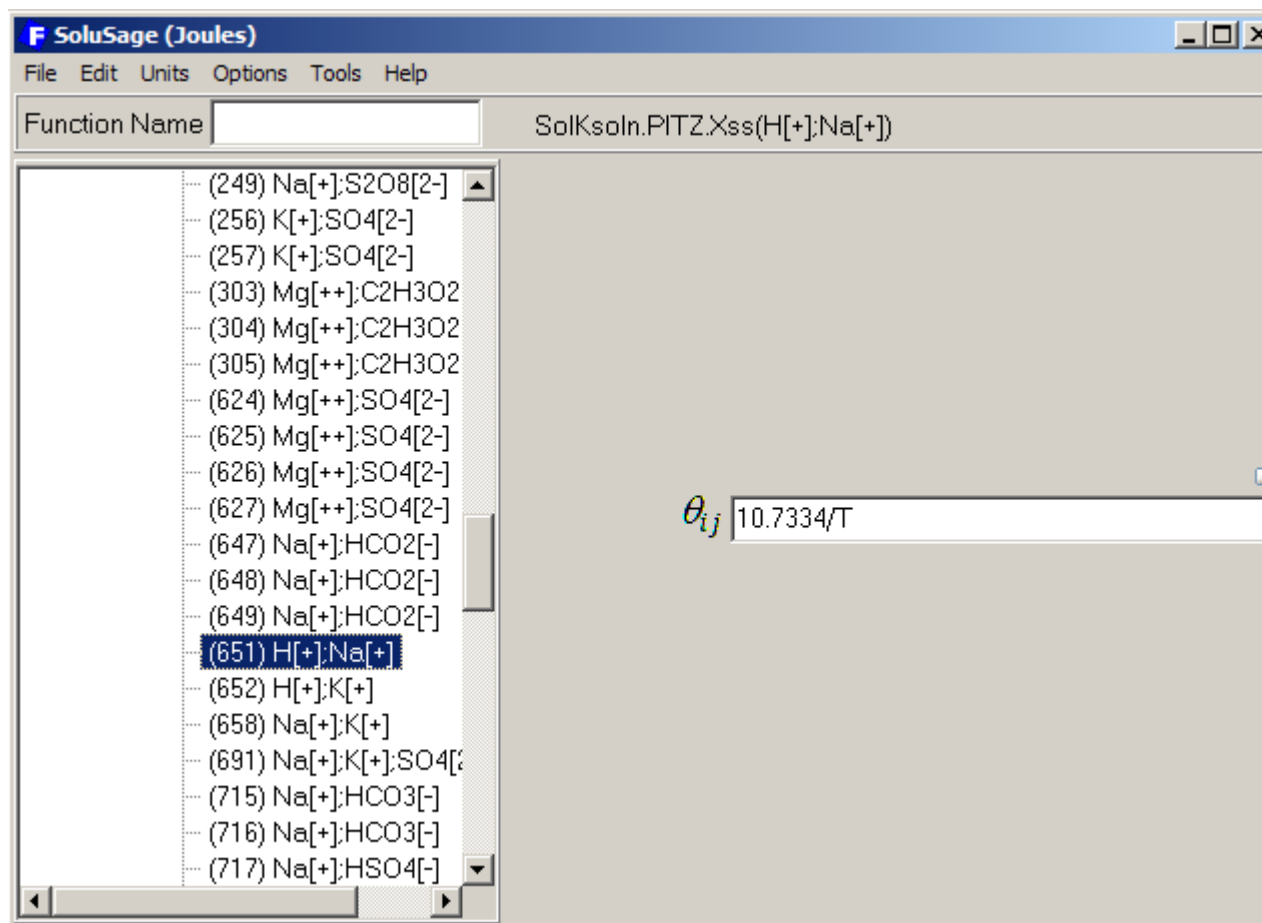 SoluSage (Joules)
File Edit Units Options Tools Help
Function Name
SolKsoln.PITZ.Xss(H[+];Na[+])
(249) Na[+];S2O8[2-]
(256) K[+];SO4[2-]
(257) K[+];SO4[2-]
(303) Mg[++];C2H3O2
(304) Mg[++];C2H3O2
(305) Mg[++];C2H3O2
(624) Mg[++];SO4[2-]
(625) Mg[++];SO4[2-]
(626) Mg[++];SO4[2-]
(627) Mg[++];SO4[2-]
(647) Na[+];HCO2[-]
(648) Na[+];HCO2[-]
(649) Na[+];HCO2[-]
(651) H[+];Na[+]
(652) H[+];K[+]
(658) Na[+];K[+]
(691) Na[+];K[+];SO4[2
(715) Na[+];HCO3[-]
(716) Na[+];HCO3[-]
(717) Na[+];HSO4[-]
θij 10.7334/T